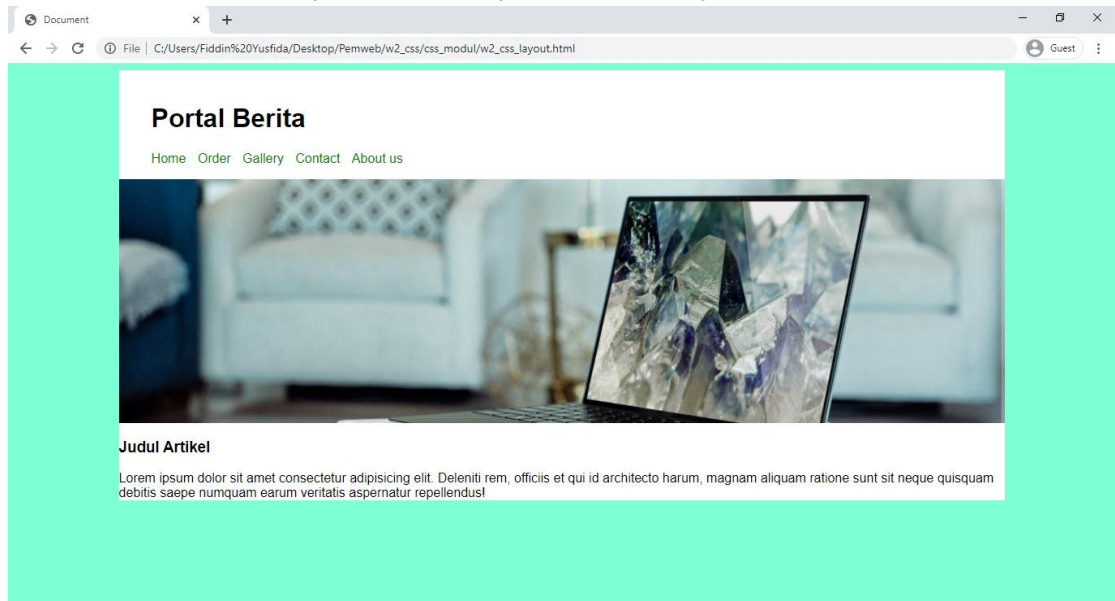 Document
File | C:/Users/Fiddin%20Yusfida/Desktop/Pemweb/w2_css/css_modul/w2_css_layout.html
Guest
Portal Berita
Home Order Gallery Contact About us
Judul Artikel
Lorem ipsum dolor sit amet consectetur adipisicing elit. Deleniti rem, officiis et qui id architecto harum, magnam aliquam ratione sunt sit neque quisquam
debitis saepe numquam earum veritatis aspernatur repellendus!